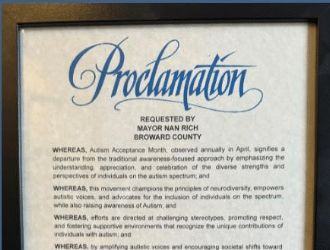 Proclamation
REQUESTED BY
MAYOR NAN RICH
BROWARD COUNTY
WHEREAS, Autism Acceptance Month, observed annually in April, signifies a
departure from the traditional awareness-focused approach by emphasizing the
understanding, appreciation, and celebration of the diverse strengths and
perspectives of individuals on the autism spectrum; and
WHEREAS, this movement champions the principles of neurodiversity, empowers
autistic voices, and advocates for the inclusion of individuals on the spectrum,
while also raising awareness of Autism; and
WHEREAS, efforts are directed at challenging stereotypes, promoting respect,
and fostering supportive environments that recognize the unique contributions of
individuals with autism; and
WHEREAS, by amplifying autistic voices and encouraging societal shifts toward